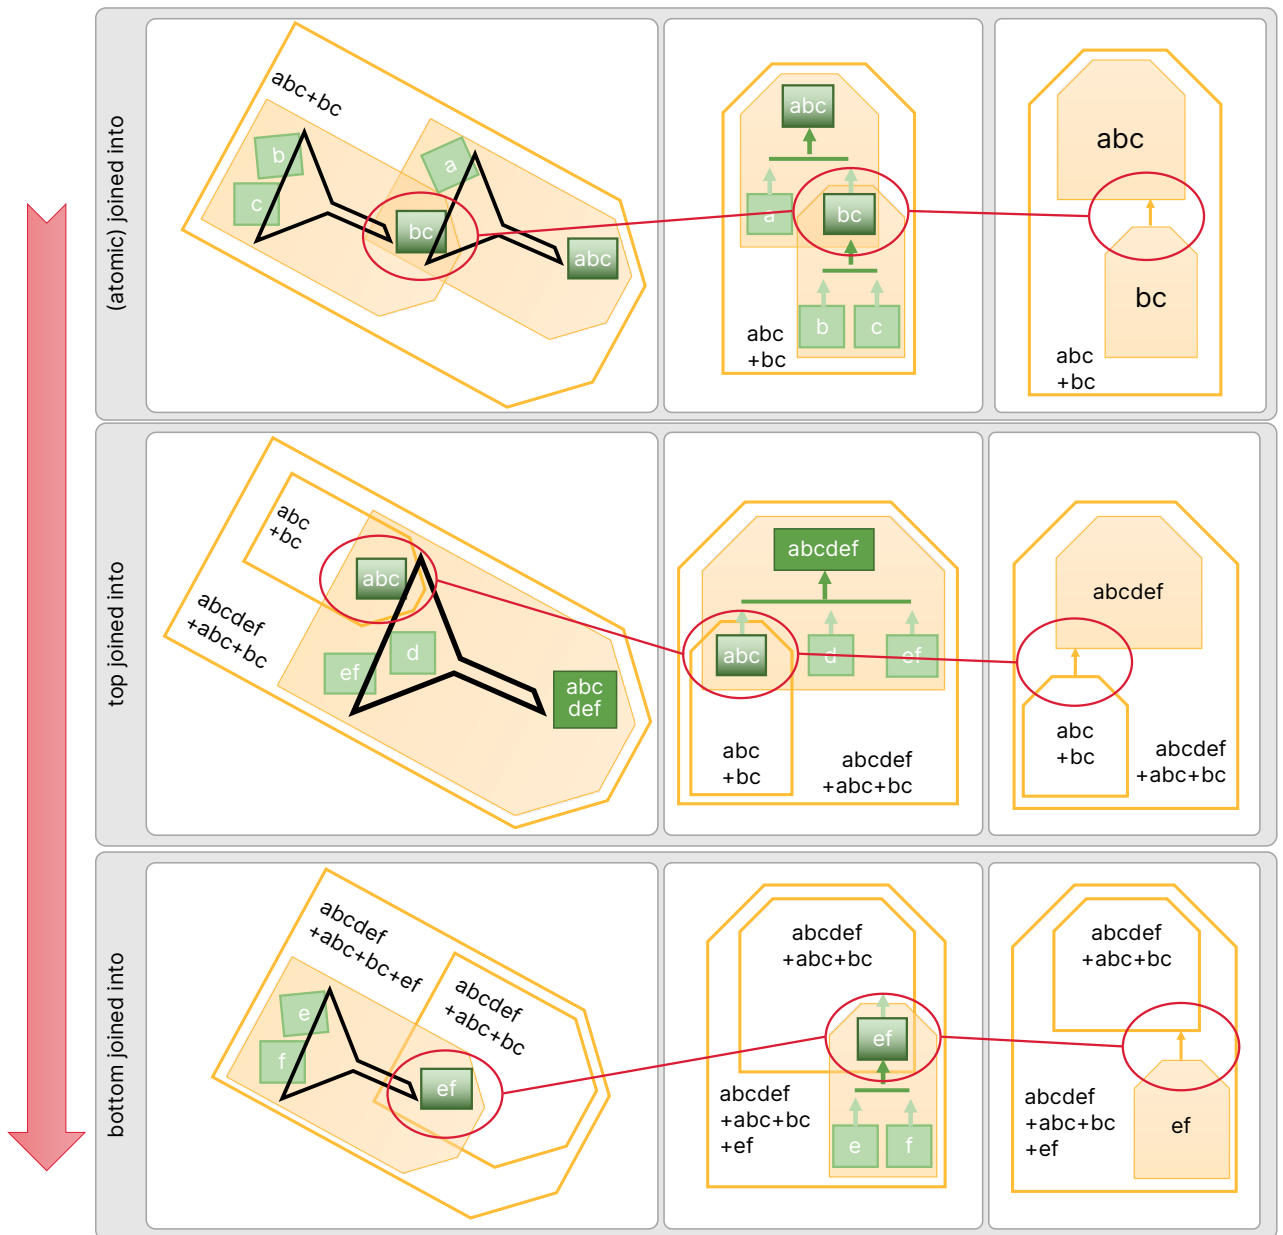 (atomic) joined into
abc+bc
b
c
bc
a
abc
abc
a
bc
b
c
abc
+bc
abc
bc
abc
+bc
top joined into
abc
+bc
abc
abcdef
+abc+bc
d
ef
abc
def
abcdef
abc
d
ef
abc
+bc
abcdef
+abc+bc
abcdef
abc
+bc
abcdef
+abc+bc
bottom joined into
abcdef
+abc+bc+ef
abcdef
+abc+bc
e
f
ef
abcdef
+abc+bc
ef
abcdef
+abc+bc
+ef
e
f
abcdef
+abc+bc
abcdef
+abc+bc
+ef
ef